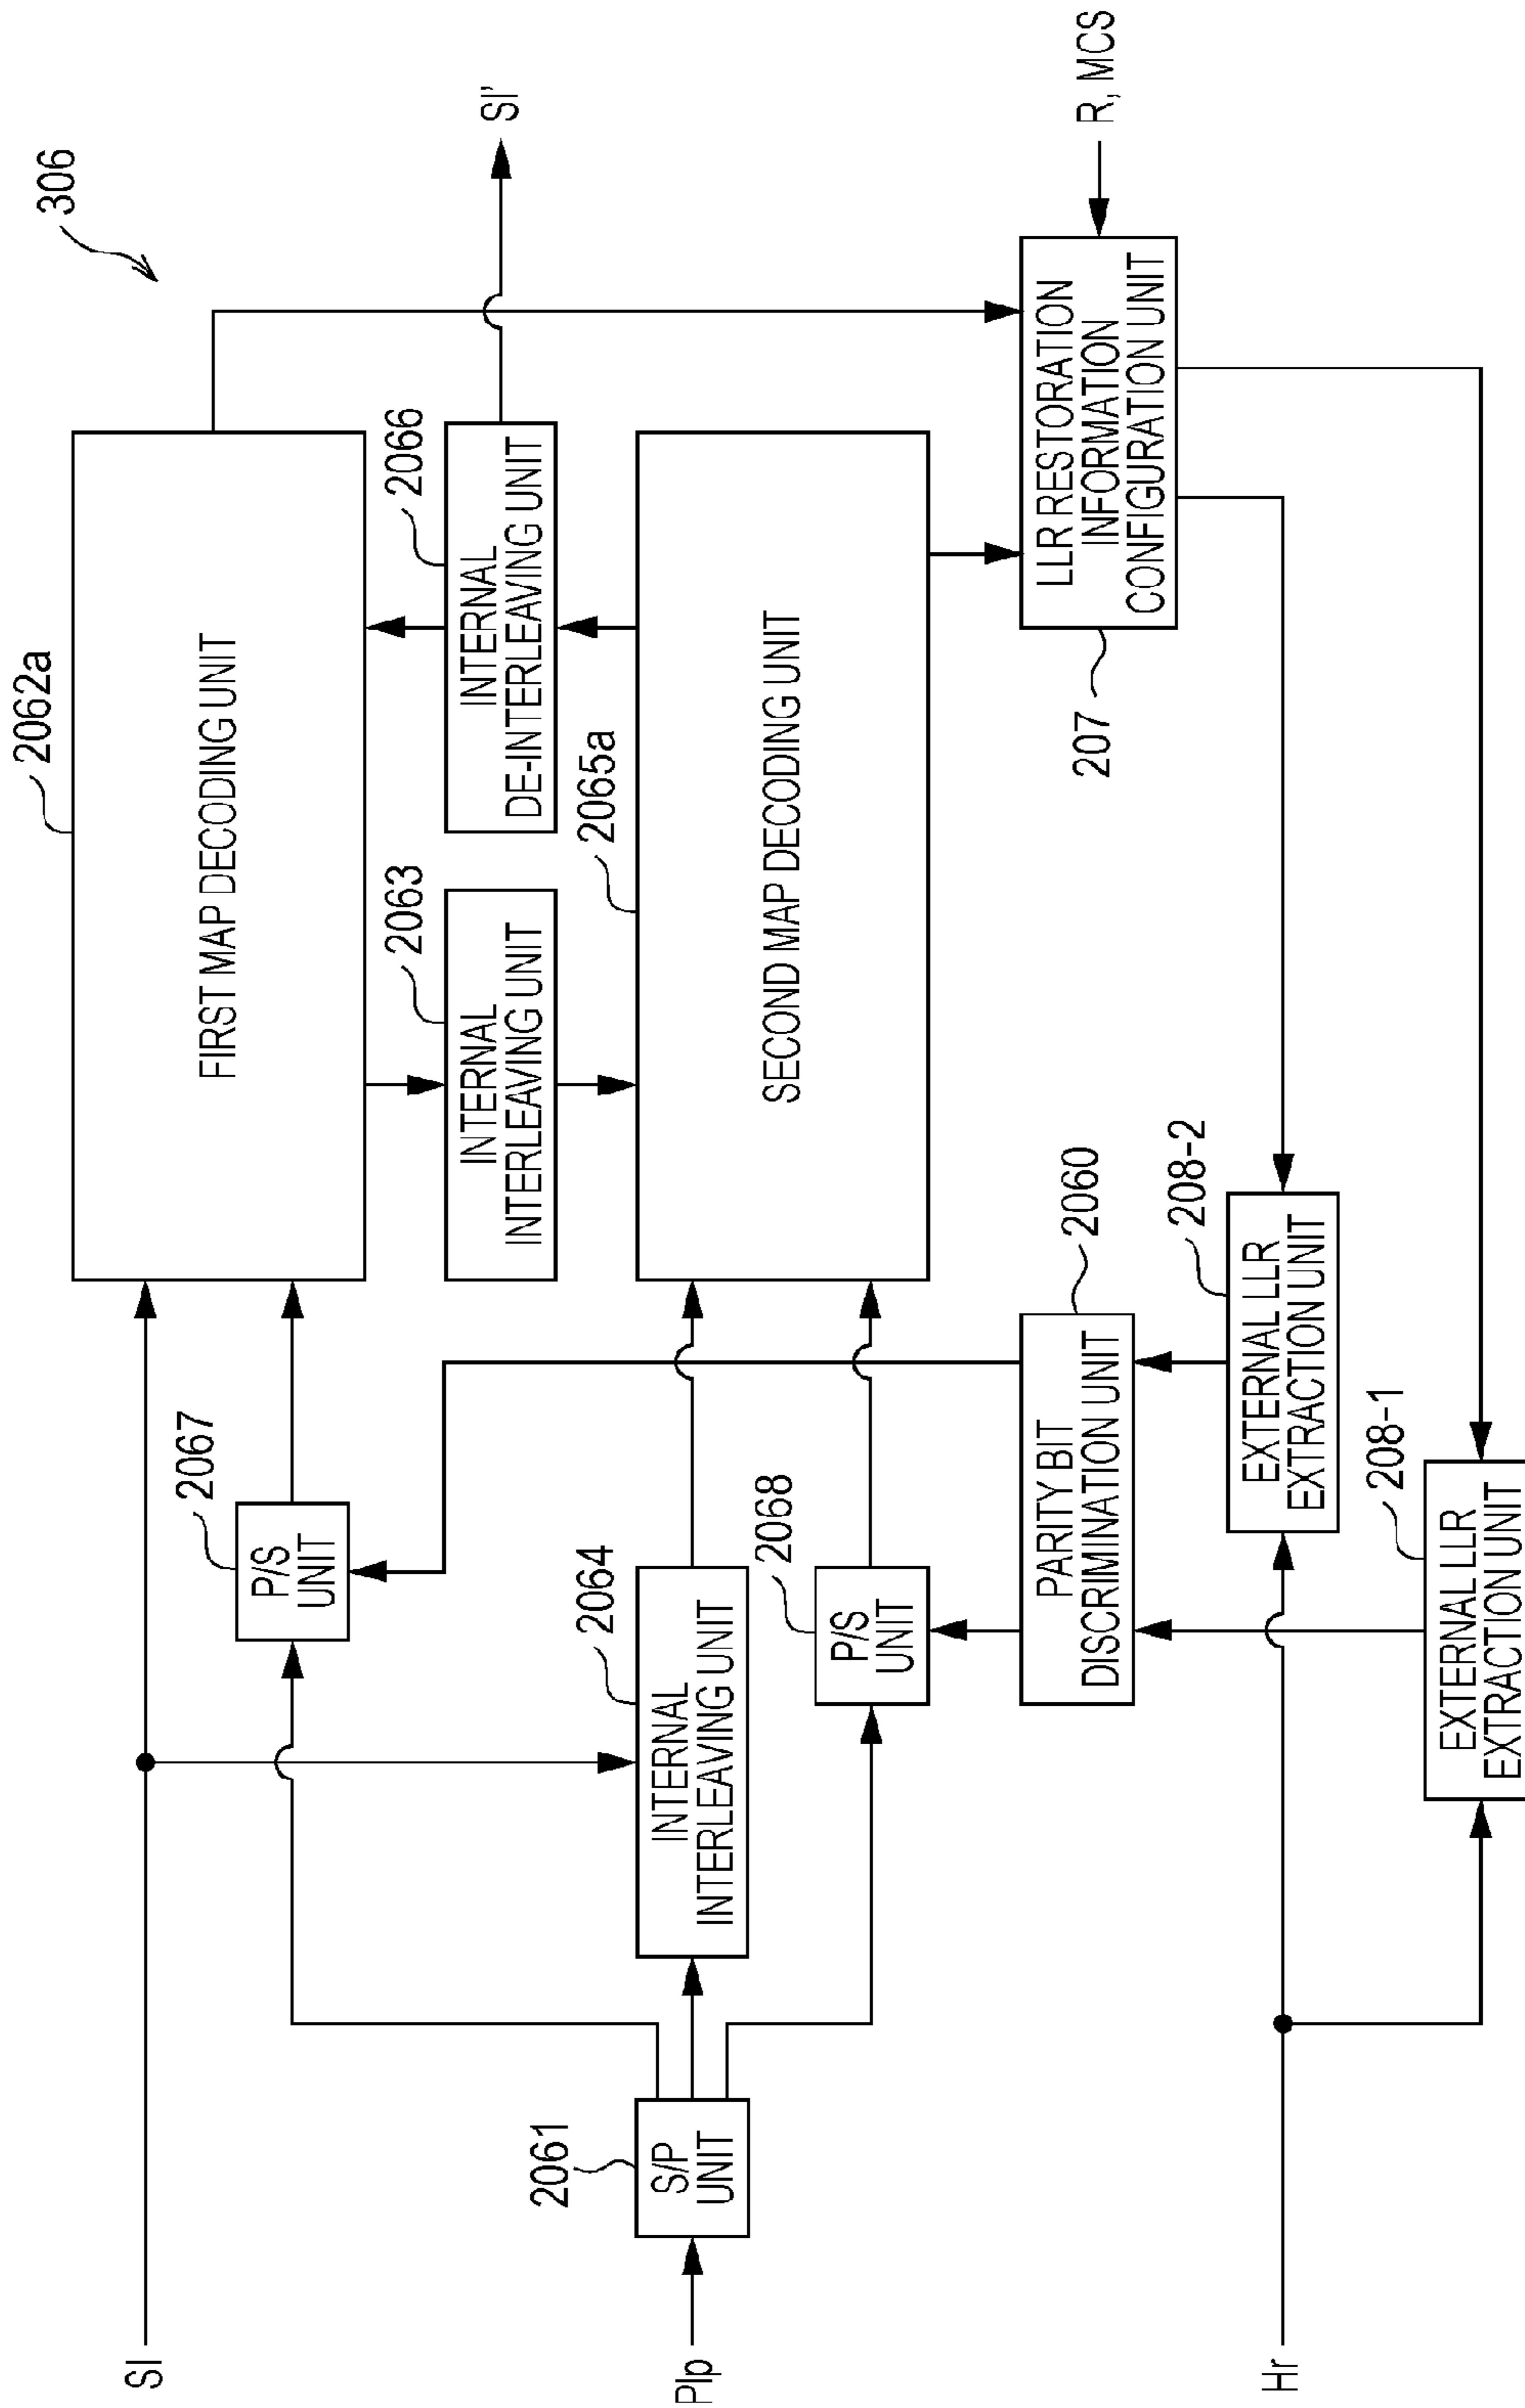 306
2062a
FIRST MAP DECODING UNIT
SI
2067
P/S
UNIT
2063
INTERNAL
INTERLEAVING UNIT
2066
INTERNAL
DE-INTERLEAVING UNIT
SI'
2061
S/P
UNIT
PIp
2064
INTERNAL
INTERLEAVING UNIT
2065a
SECOND MAP DECODING UNIT
2068
P/S
UNIT
2060
PARITY BIT
DISCRIMINATION UNIT
207
LLR RESTORATION
INFORMATION
CONFIGURATION UNIT
R, MCS
208-2
EXTERNAL LLR
EXTRACTION UNIT
Hr
208-1
EXTERNAL LLR
EXTRACTION UNIT